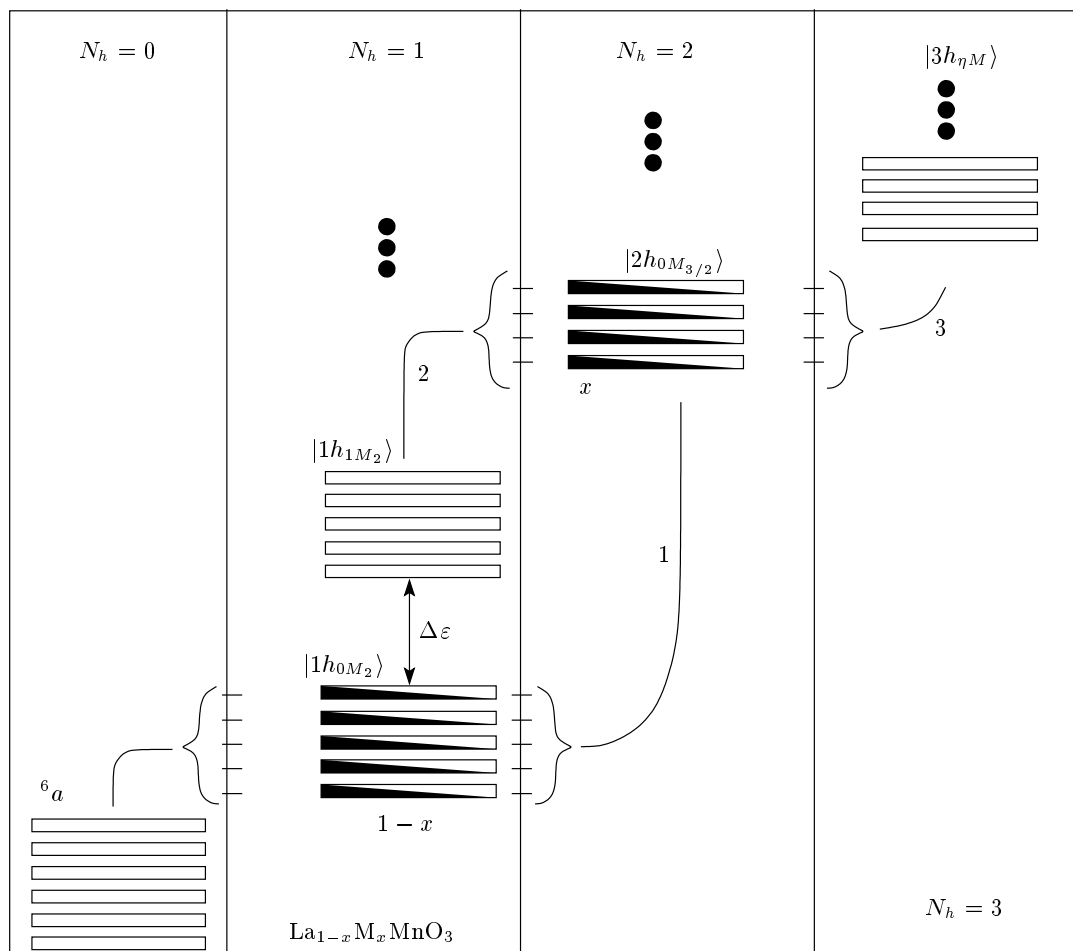 N_h = 0
N_h = 1
N_h = 2
|3h_{ηM}⟩
|2h_{0M_{3/2}}⟩
3
2
x
|1h_{1M_2}⟩
1
Δε
|1h_{0M_2}⟩
⁶a
1 − x
N_h = 3
La_{1−x}M_xMnO_3